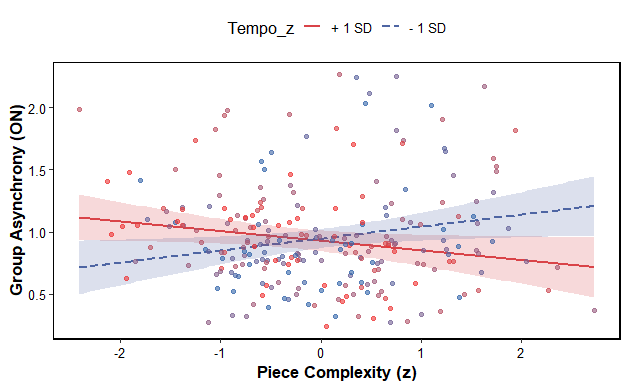 Tempo_z + 1 SD - 1 SD
Group Asynchrony (ON)
2.0
1.5
1.0
0.5
-2 -1 0 1 2
Piece Complexity (z)